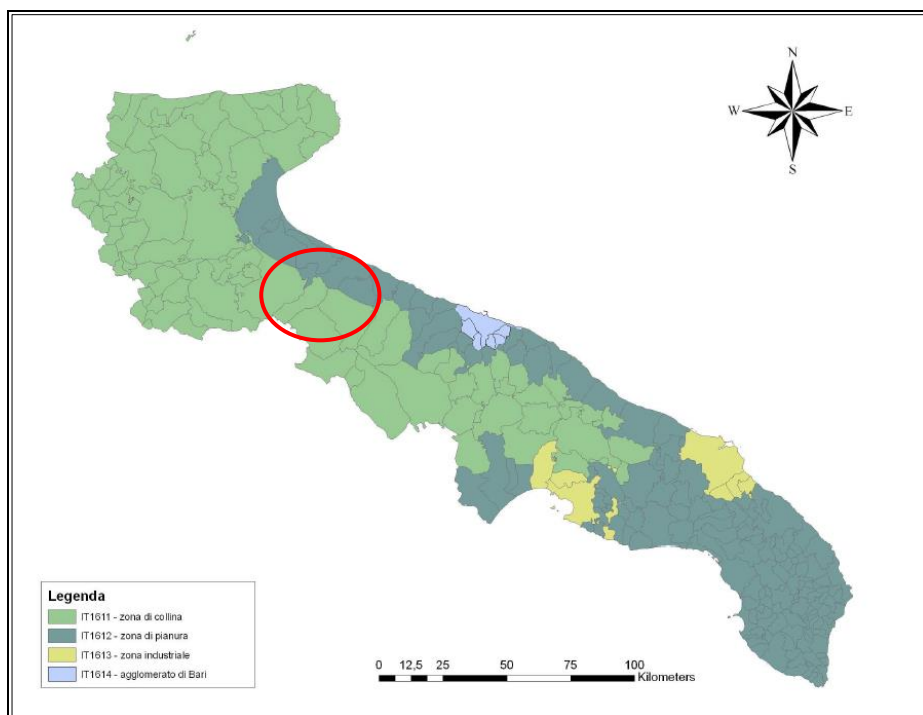 N
W E
S
Legenda
IT1611 - zona di collina
IT1612 - zona di pianura
IT1613 - zona industriale
IT1614 - agglomerato di Bari
0 12,5 25 50 75 100
Kilometers